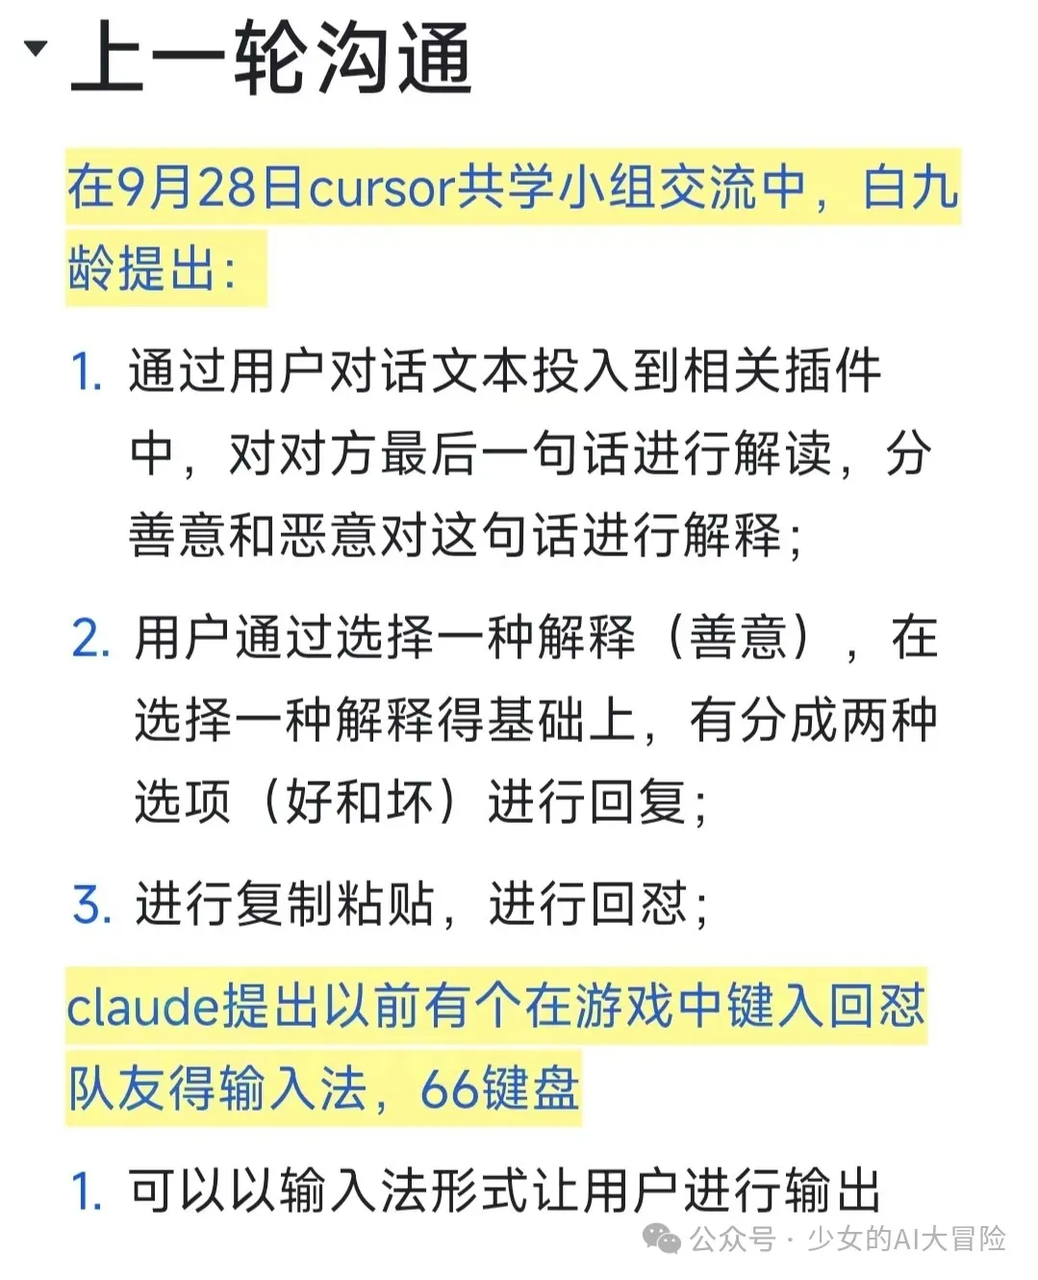 上一轮沟通
在9月28日cursor共学小组交流中，白九
龄提出：
1. 通过用户对话文本投入到相关插件
中，对对方最后一句话进行解读，分
善意和恶意对这句话进行解释；
2. 用户通过选择一种解释（善意），在
选择一种解释得基础上，有分成两种
选项（好和坏）进行回复；
3. 进行复制粘贴，进行回怼；
claude提出以前有个在游戏中键入回怼
队友得输入法，66键盘
1. 可以以输入法形式让用户进行输出
公众号 · 少女的AI大冒险